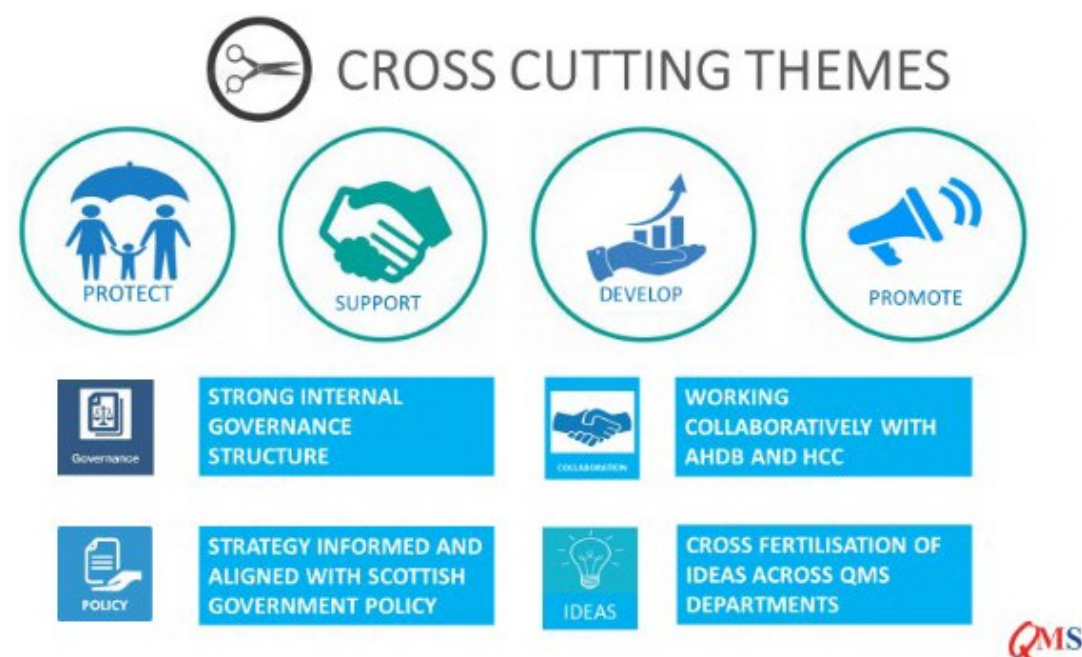 CROSS CUTTING THEMES
PROTECT
SUPPORT
DEVELOP
PROMOTE
Governance
STRONG INTERNAL
GOVERNANCE
STRUCTURE
COLLABORATION
WORKING
COLLABORATIVELY WITH
AHDB AND HCC
POLICY
STRATEGY INFORMED AND
ALIGNED WITH SCOTTISH
GOVERNMENT POLICY
IDEAS
CROSS FERTILISATION OF
IDEAS ACROSS QMS
DEPARTMENTS
QMS